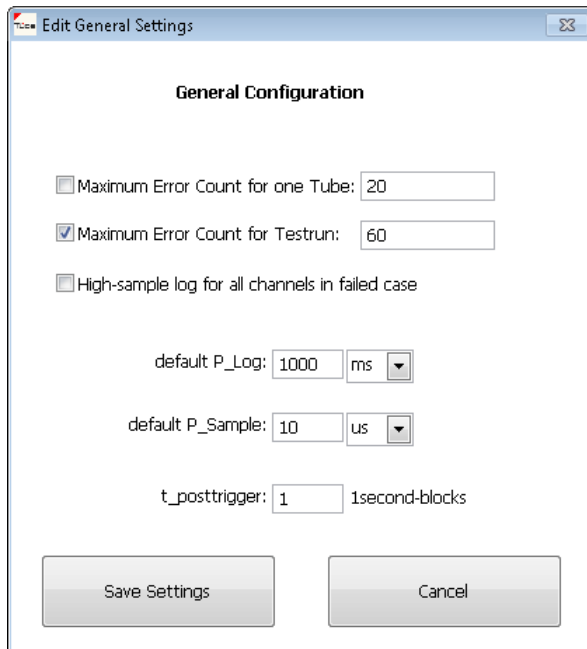 Tübe Edit General Settings
General Configuration
Maximum Error Count for one Tube: 20
Maximum Error Count for Testrun: 60
High-sample log for all channels in failed case
default P_Log: 1000 ms
default P_Sample: 10 us
t_posttrigger: 1 1second-blocks
Save Settings Cancel